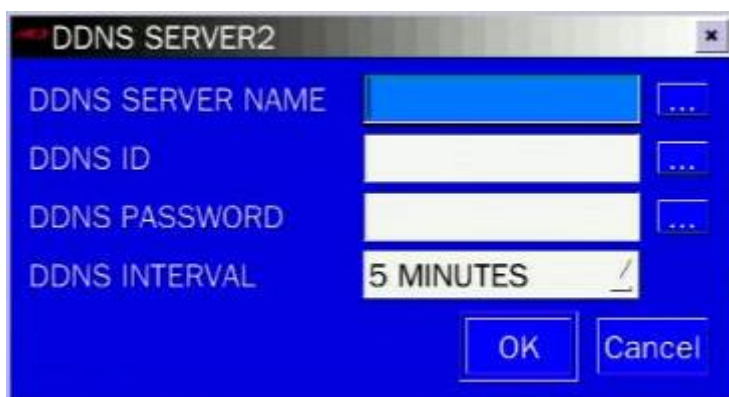 DDNS SERVER2
DDNS SERVER NAME ...
DDNS ID ...
DDNS PASSWORD ...
DDNS INTERVAL 5 MINUTES
OK Cancel